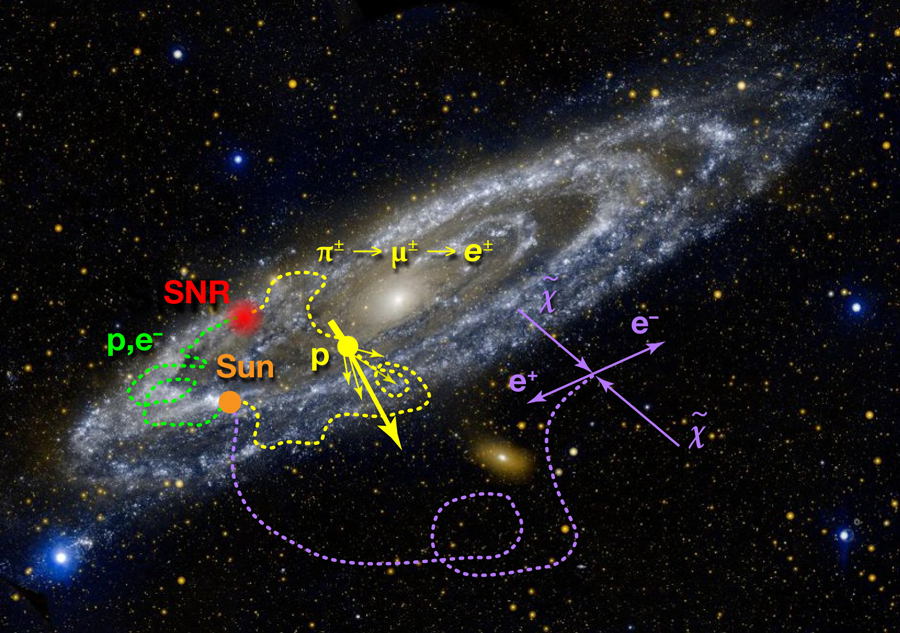 π± → μ± → e±
χ̃
SNR
e⁻
p,e⁻
p
Sun
e⁺
χ̃